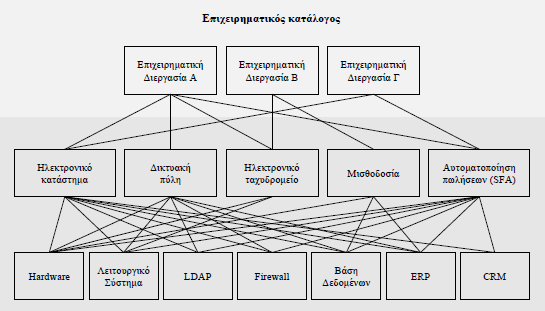 Επιχειρηματικός κατάλογος
Επιχειρηματική
Διεργασία Α
Επιχειρηματική
Διεργασία Β
Επιχειρηματική
Διεργασία Γ
Ηλεκτρονικό
κατάστημα
Δικτυακή
πύλη
Ηλεκτρονικό
ταχυδρομείο
Μισθοδοσία
Αυτοματοποίηση
πωλήσεων (SFA)
Hardware
Λειτουργικό
Σύστημα
LDAP
Firewall
Βάση
Δεδομένων
ERP
CRM